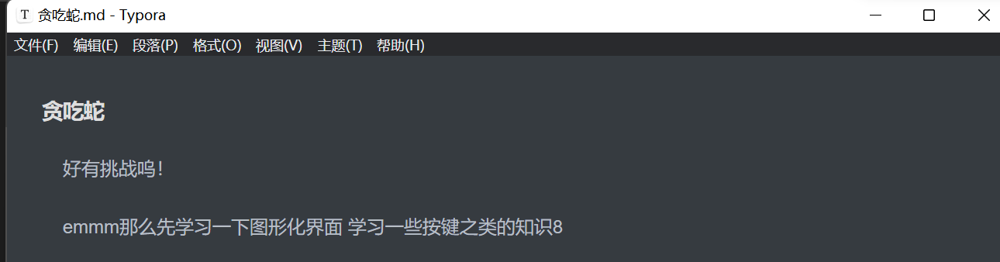 T 贪吃蛇.md - Typora
文件(F) 编辑(E) 段落(P) 格式(O) 视图(V) 主题(T) 帮助(H)
贪吃蛇
好有挑战呜！
emmm那么先学习一下图形化界面 学习一些按键之类的知识8